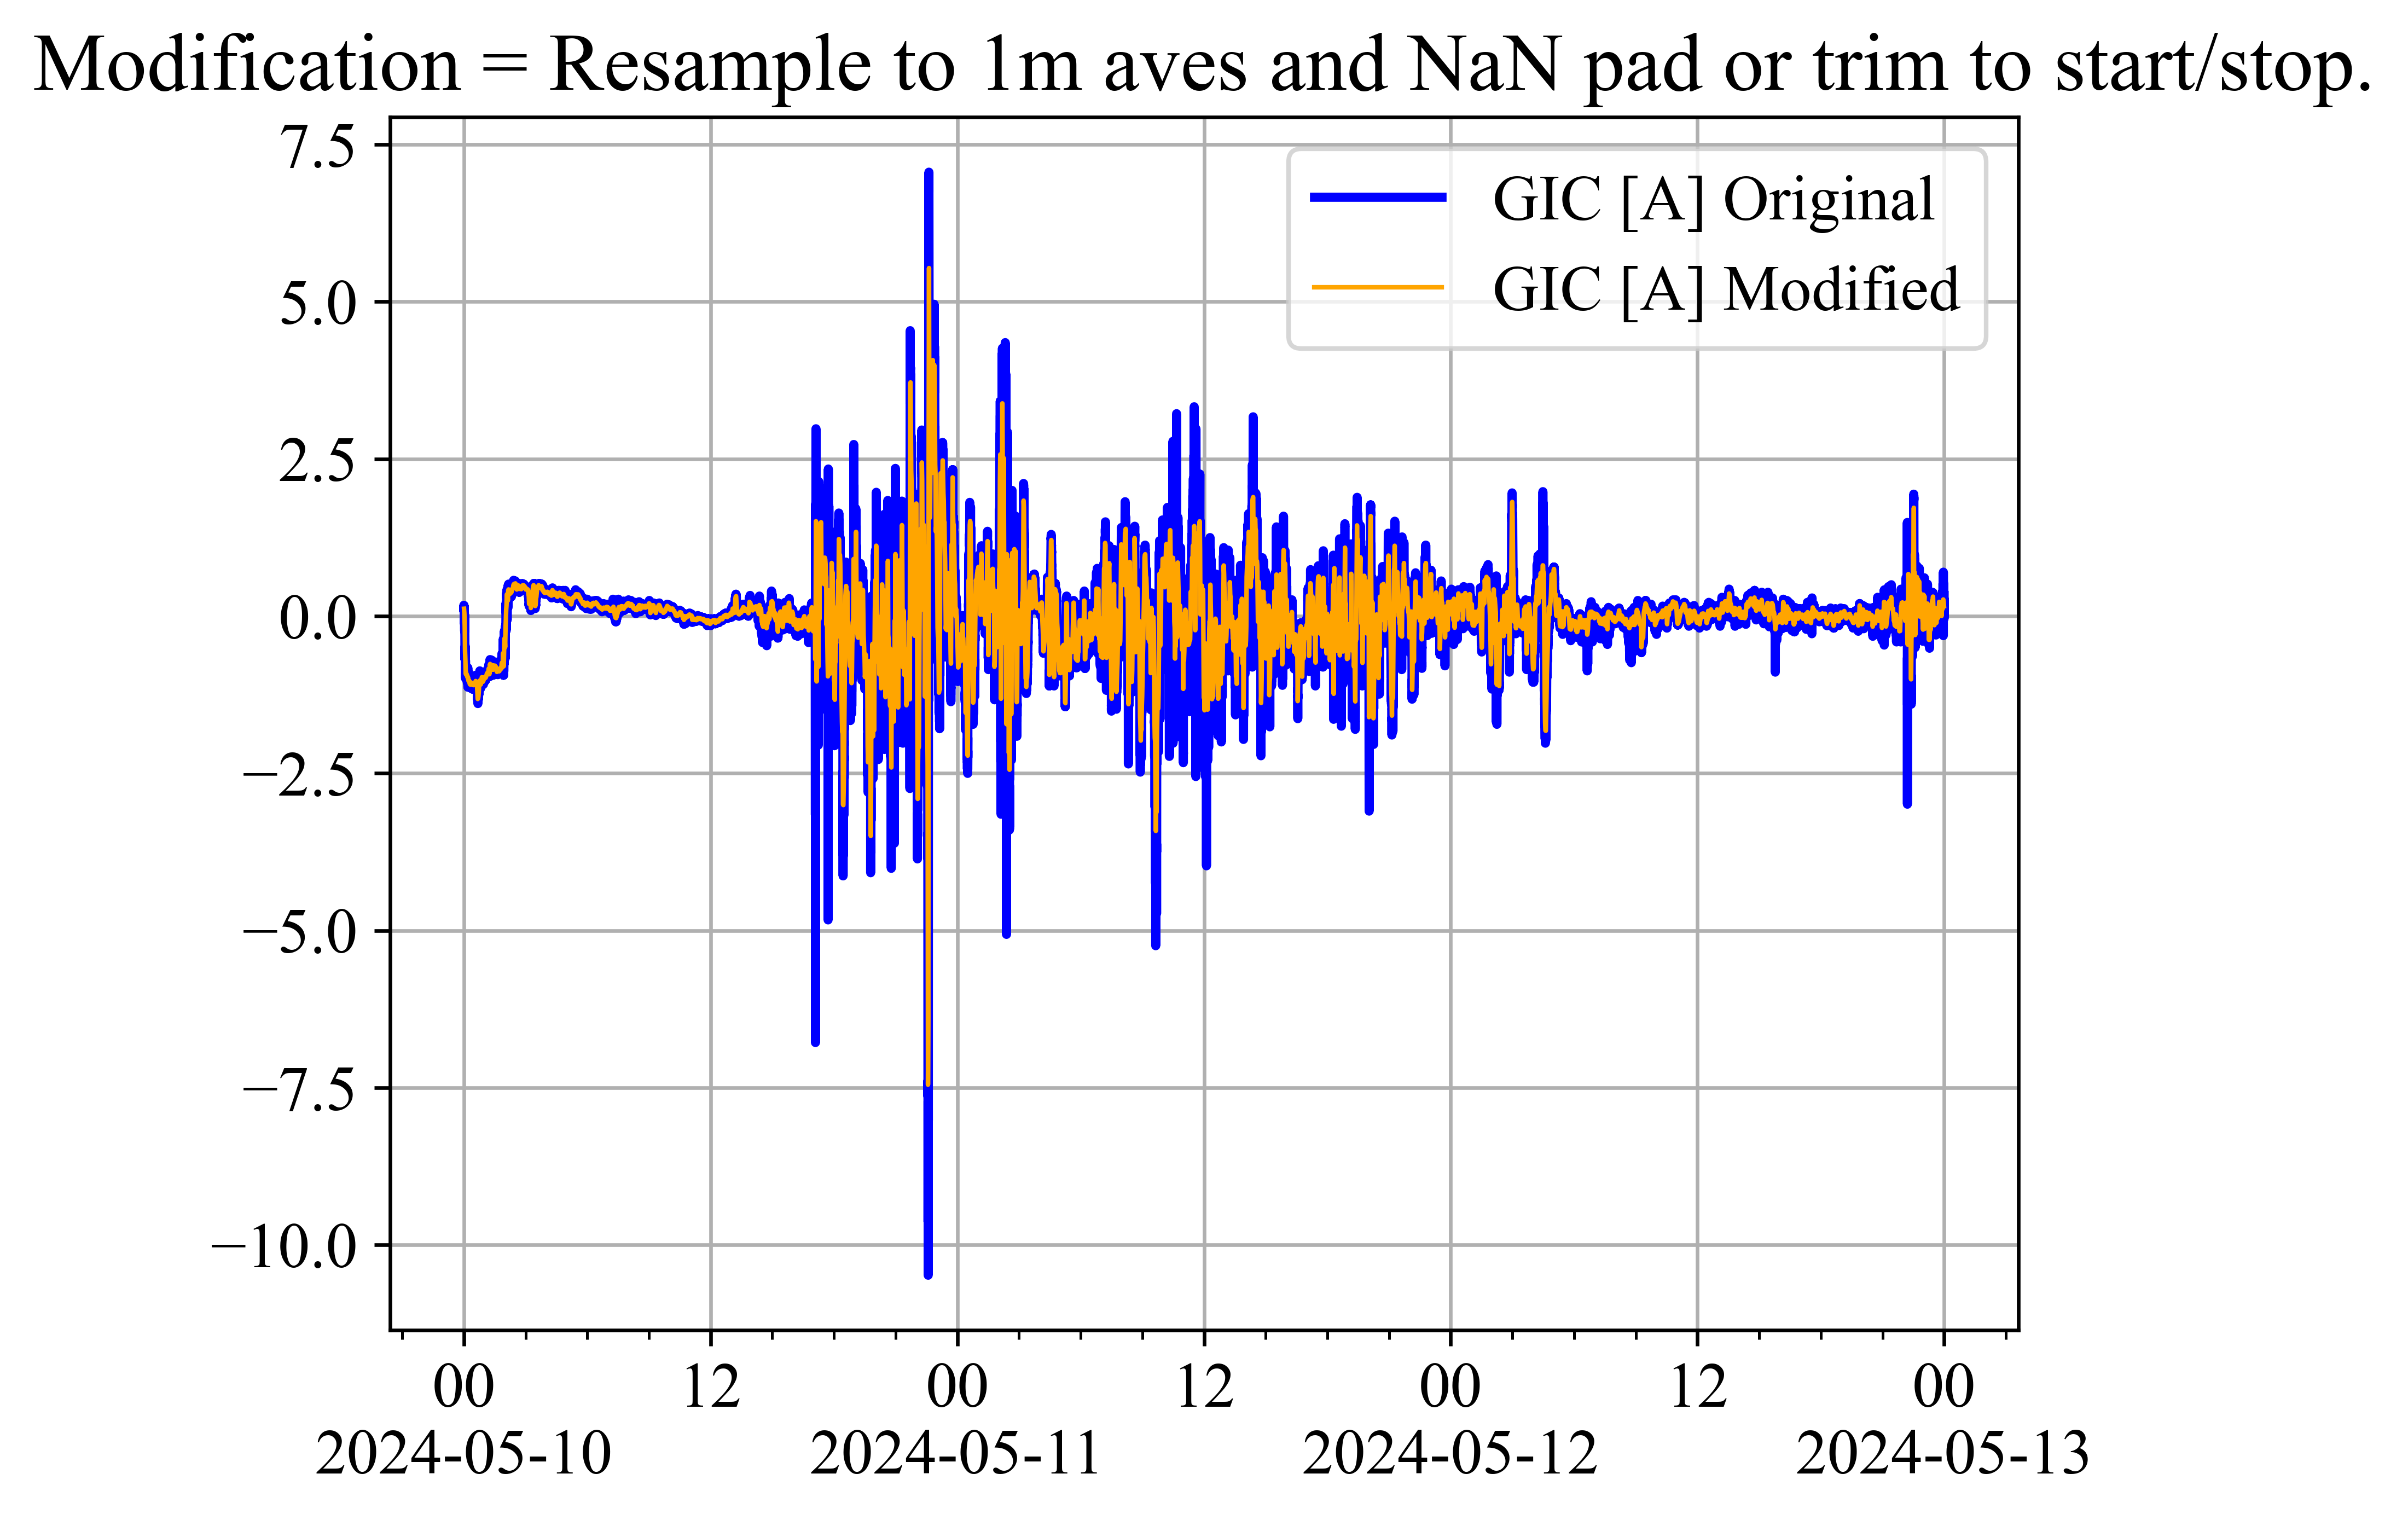 Modification = Resample to 1m aves and NaN pad or trim to start/stop.
7.5
5.0
2.5
0.0
−2.5
−5.0
−7.5
−10.0
GIC [A] Original
GIC [A] Modified
00 12 00 12 00 12 00
2024-05-10 2024-05-11 2024-05-12 2024-05-13